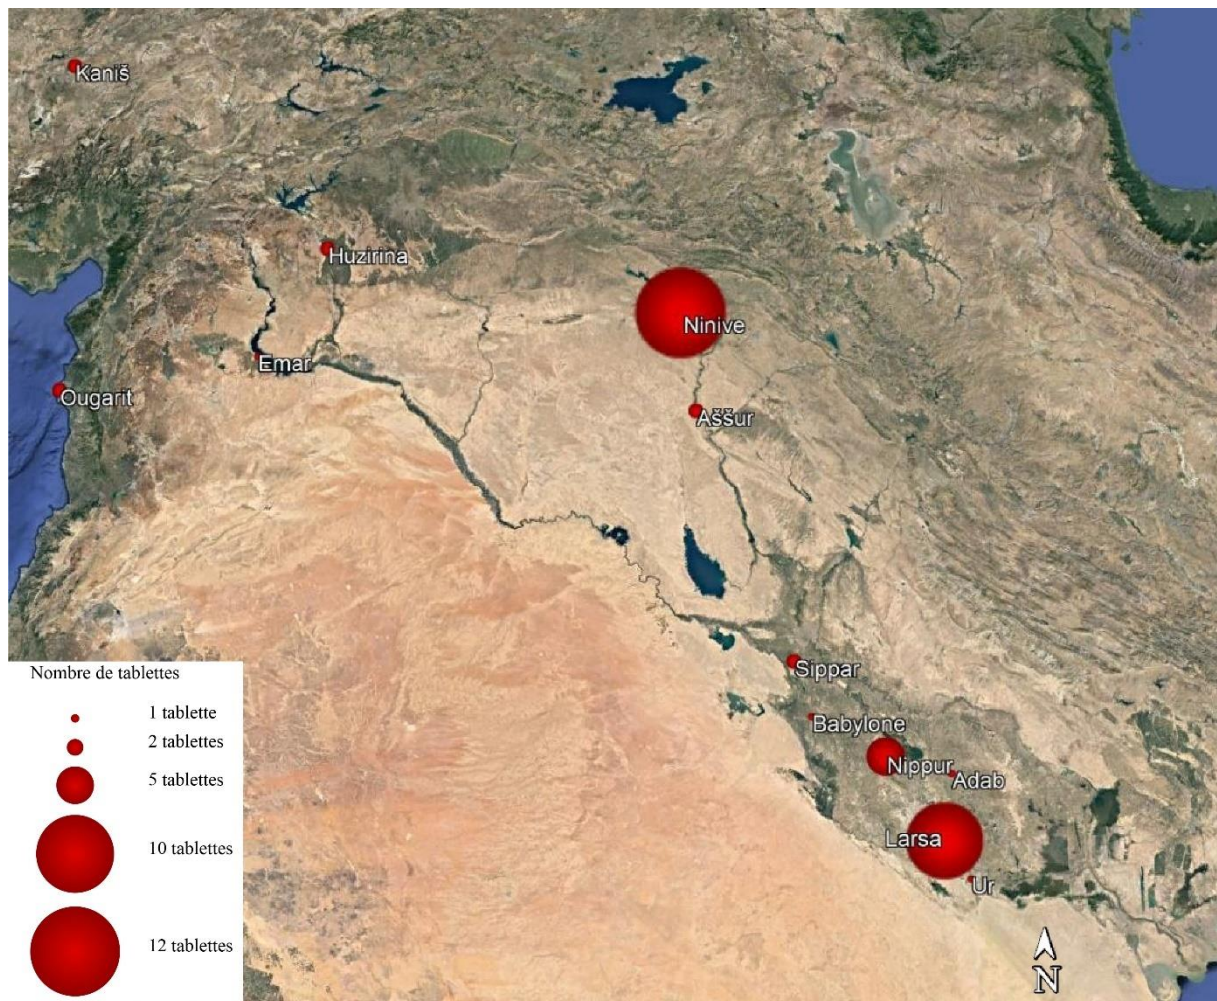 Kaniš
Huzirina
Ninive
Emar
Ougarit
Aššur
Sippar
Babylone
Nippur
Adab
Larsa
Ur
N
Nombre de tablettes
1 tablette
2 tablettes
5 tablettes
10 tablettes
12 tablettes